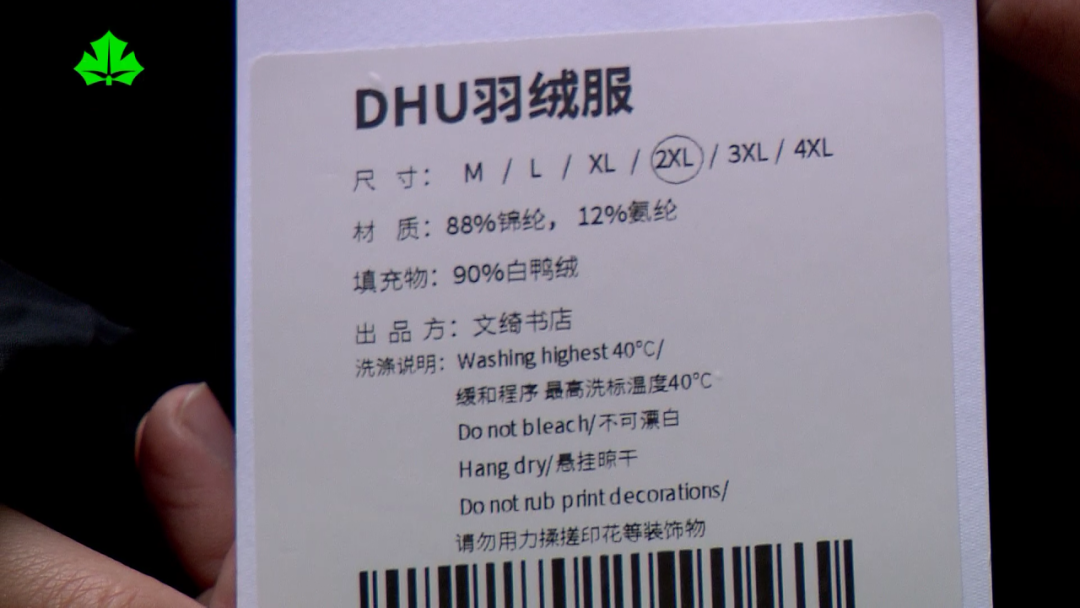 DHU羽绒服
尺 寸： M / L / XL / 2XL / 3XL / 4XL
材 质：88%锦纶，12%氨纶
填充物：90%白鸭绒
出 品 方：文绮书店
洗涤说明：Washing highest 40℃/
缓和程序 最高洗标温度40℃
Do not bleach/不可漂白
Hang dry/悬挂晾干
Do not rub print decorations/
请勿用力揉搓印花等装饰物